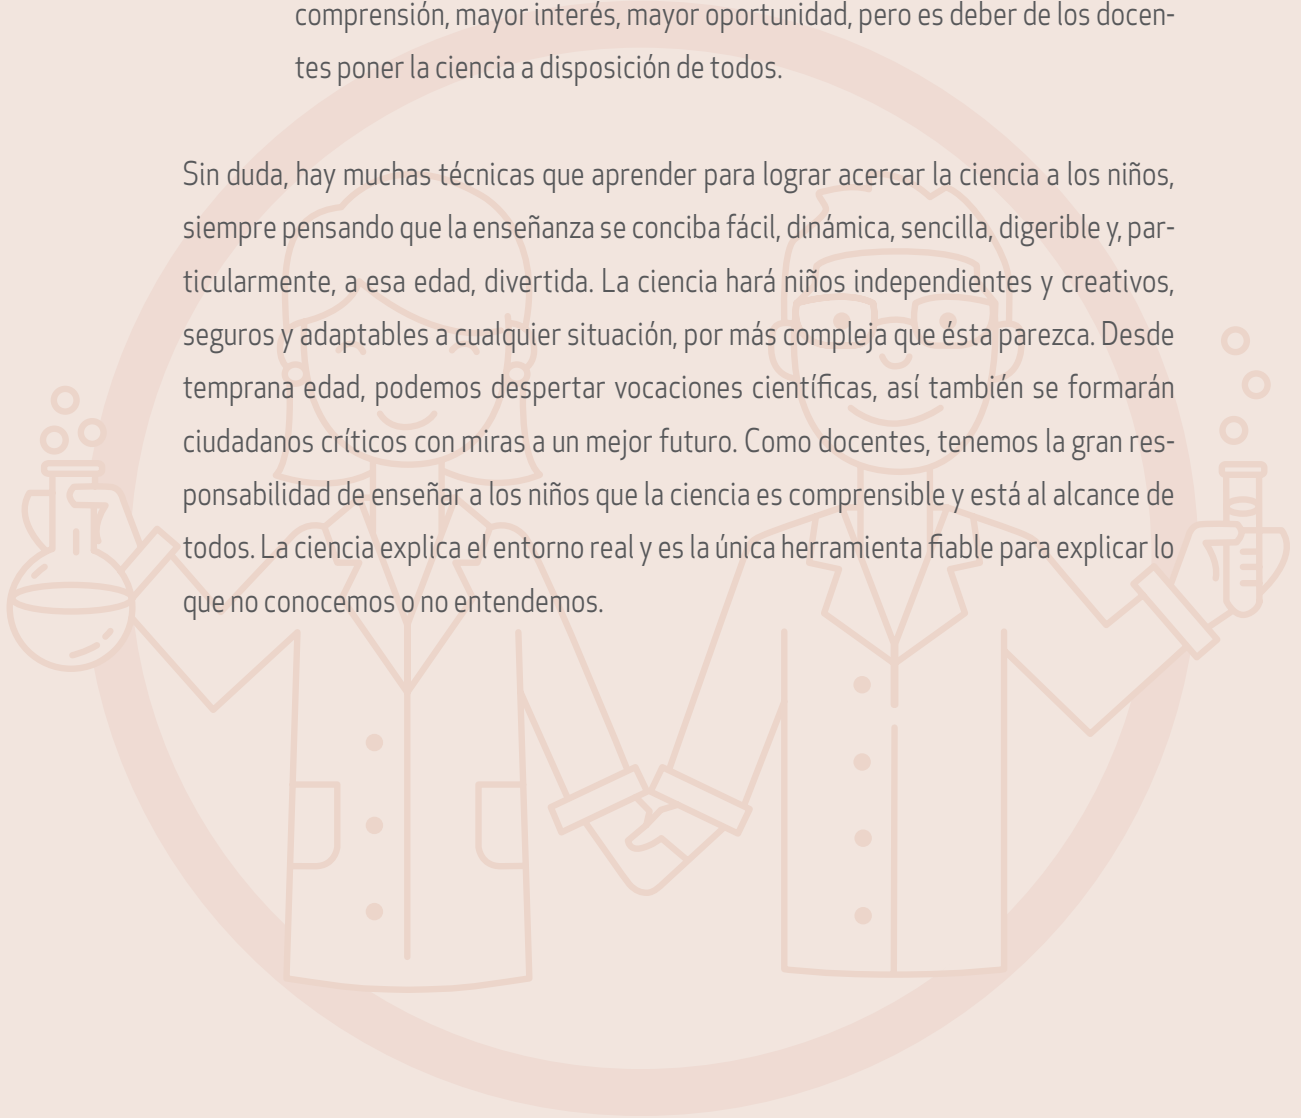 comprensión, mayor interés, mayor oportunidad, pero es deber de los docen-
tes poner la ciencia a disposición de todos.
Sin duda, hay muchas técnicas que aprender para lograr acercar la ciencia a los niños,
siempre pensando que la enseñanza se conciba fácil, dinámica, sencilla, digerible y, par-
ticularmente, a esa edad, divertida. La ciencia hará niños independientes y creativos,
seguros y adaptables a cualquier situación, por más compleja que ésta parezca. Desde
temprana edad, podemos despertar vocaciones científicas, así también se formarán
ciudadanos críticos con miras a un mejor futuro. Como docentes, tenemos la gran res-
ponsabilidad de enseñar a los niños que la ciencia es comprensible y está al alcance de
todos. La ciencia explica el entorno real y es la única herramienta fiable para explicar lo
que no conocemos o no entendemos.